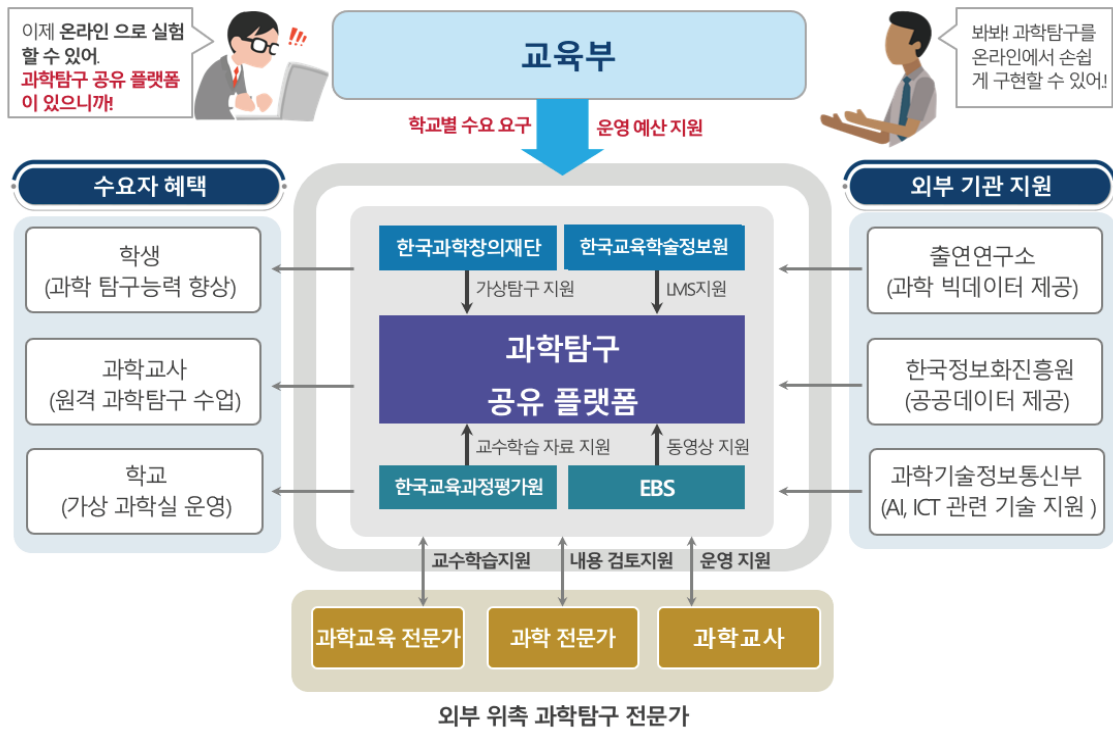 이제 온라인 으로 실험
할 수 있어.
과학탐구 공유 플랫폼
이 있으니까!
!!!
교육부
봐봐! 과학탐구를
온라인에서 손쉽
게 구현할 수 있어.!
학교별 수요 요구
운영 예산 지원
수요자 혜택
학생
(과학 탐구능력 향상)
과학교사
(원격 과학탐구 수업)
학교
(가상 과학실 운영)
한국과학창의재단
한국교육학술정보원
가상탐구 지원
LMS지원
과학탐구
공유 플랫폼
교수학습 자료 지원
동영상 지원
한국교육과정평가원
EBS
외부 기관 지원
출연연구소
(과학 빅데이터 제공)
한국정보화진흥원
(공공데이터 제공)
과학기술정보통신부
(AI, ICT 관련 기술 지원 )
교수학습지원
내용 검토지원
운영 지원
과학교육 전문가
과학 전문가
과학교사
외부 위촉 과학탐구 전문가